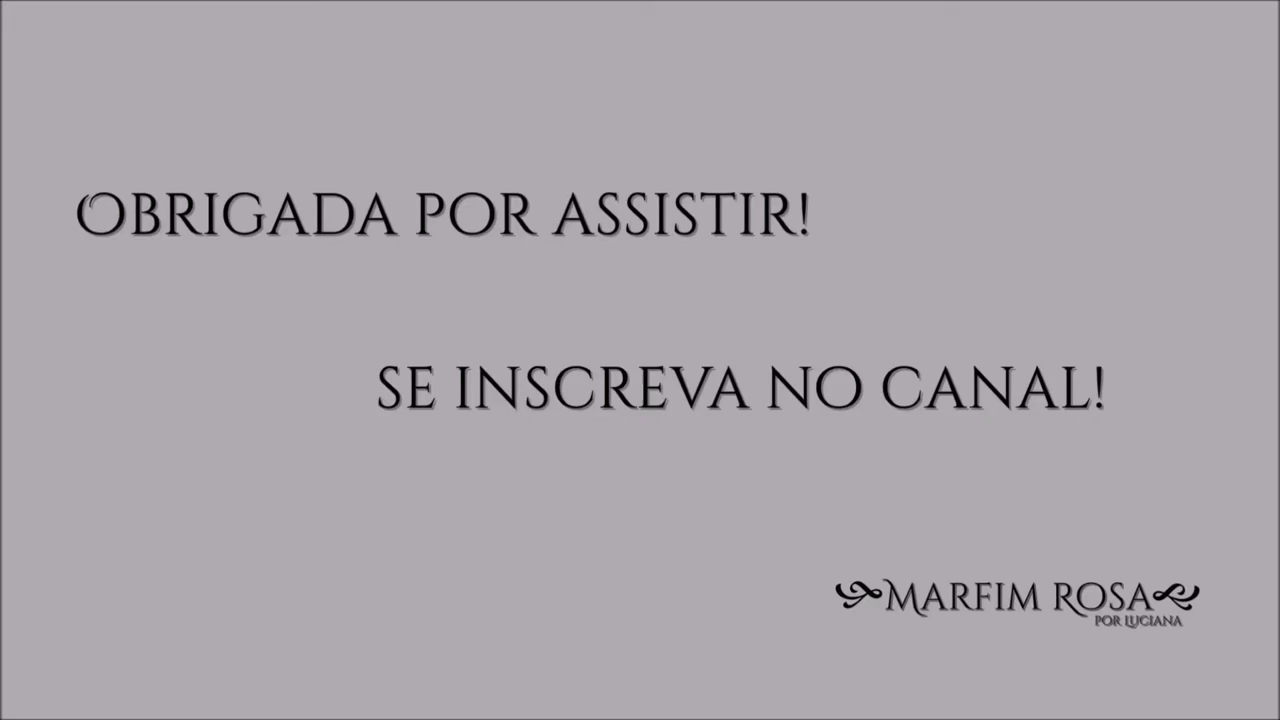 Obrigada por assistir!
se inscreva no canal!
Marfim Rosa
por Luciana